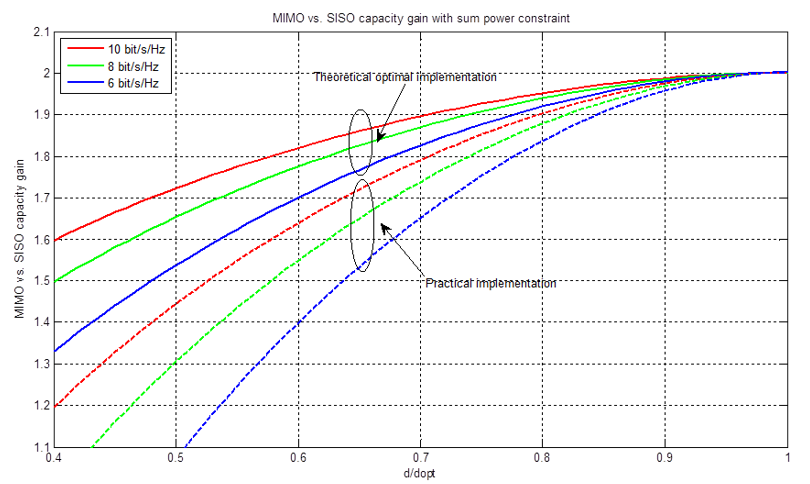 MIMO vs. SISO capacity gain with sum power constraint
2.1
2
1.9
1.8
1.7
1.6
1.5
1.4
1.3
1.2
1.1
MIMO vs. SISO capacity gain
10 bit/s/Hz
8 bit/s/Hz
6 bit/s/Hz
Theoretical optimal implementation
Practical implementation
0.4 0.5 0.6 0.7 0.8 0.9 1
d/dopt